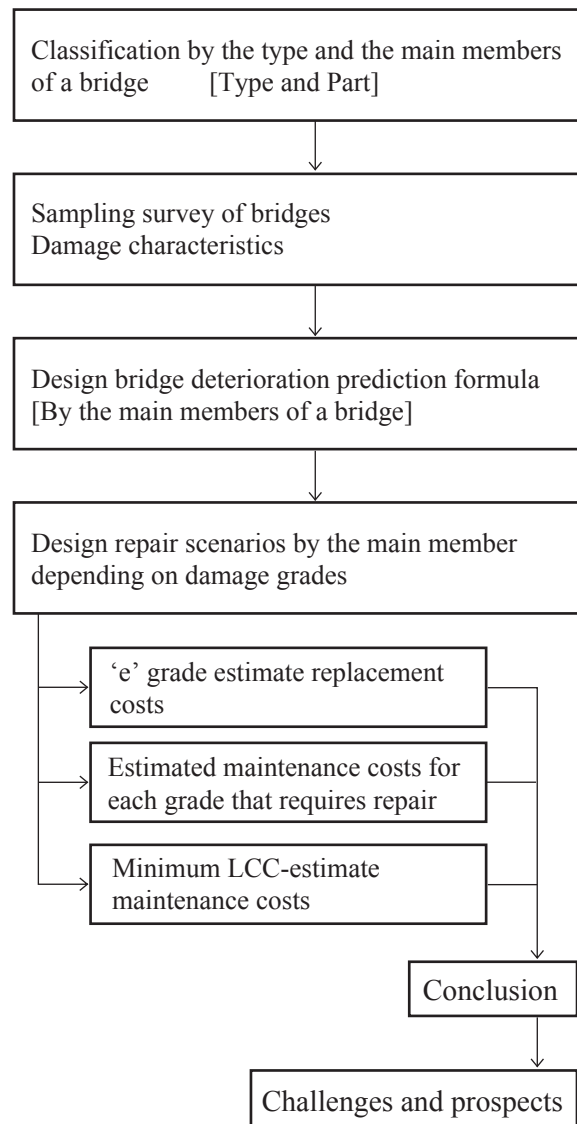 Classification by the type and the main members
of a bridge [Type and Part]
Sampling survey of bridges
Damage characteristics
Design bridge deterioration prediction formula
[By the main members of a bridge]
Design repair scenarios by the main member
depending on damage grades
‘e’ grade estimate replacement
costs
Estimated maintenance costs for
each grade that requires repair
Minimum LCC-estimate
maintenance costs
Conclusion
Challenges and prospects